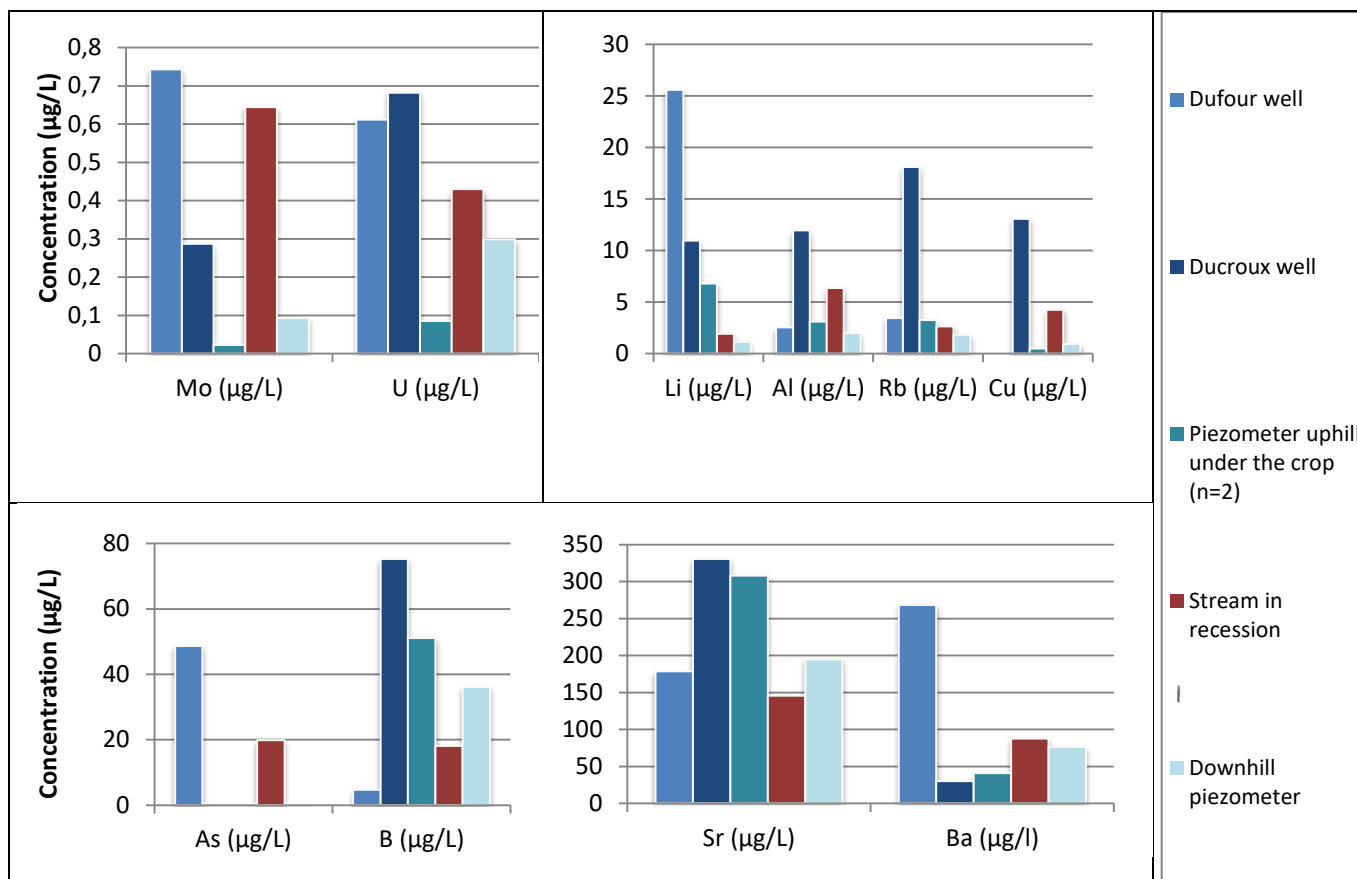 Concentration (µg/L)
0,8
0,7
0,6
0,5
0,4
0,3
0,2
0,1
0
Mo (µg/L) U (µg/L)
30
25
20
15
10
5
0
Li (µg/L) Al (µg/L) Rb (µg/L) Cu (µg/L)
Concentration (µg/L)
80
60
40
20
0
As (µg/L) B (µg/L)
350
300
250
200
150
100
50
0
Sr (µg/L) Ba (µg/l)
Dufour well
Ducroux well
Piezometer uphill
under the crop
(n=2)
Stream in
recession
Downhill
piezometer